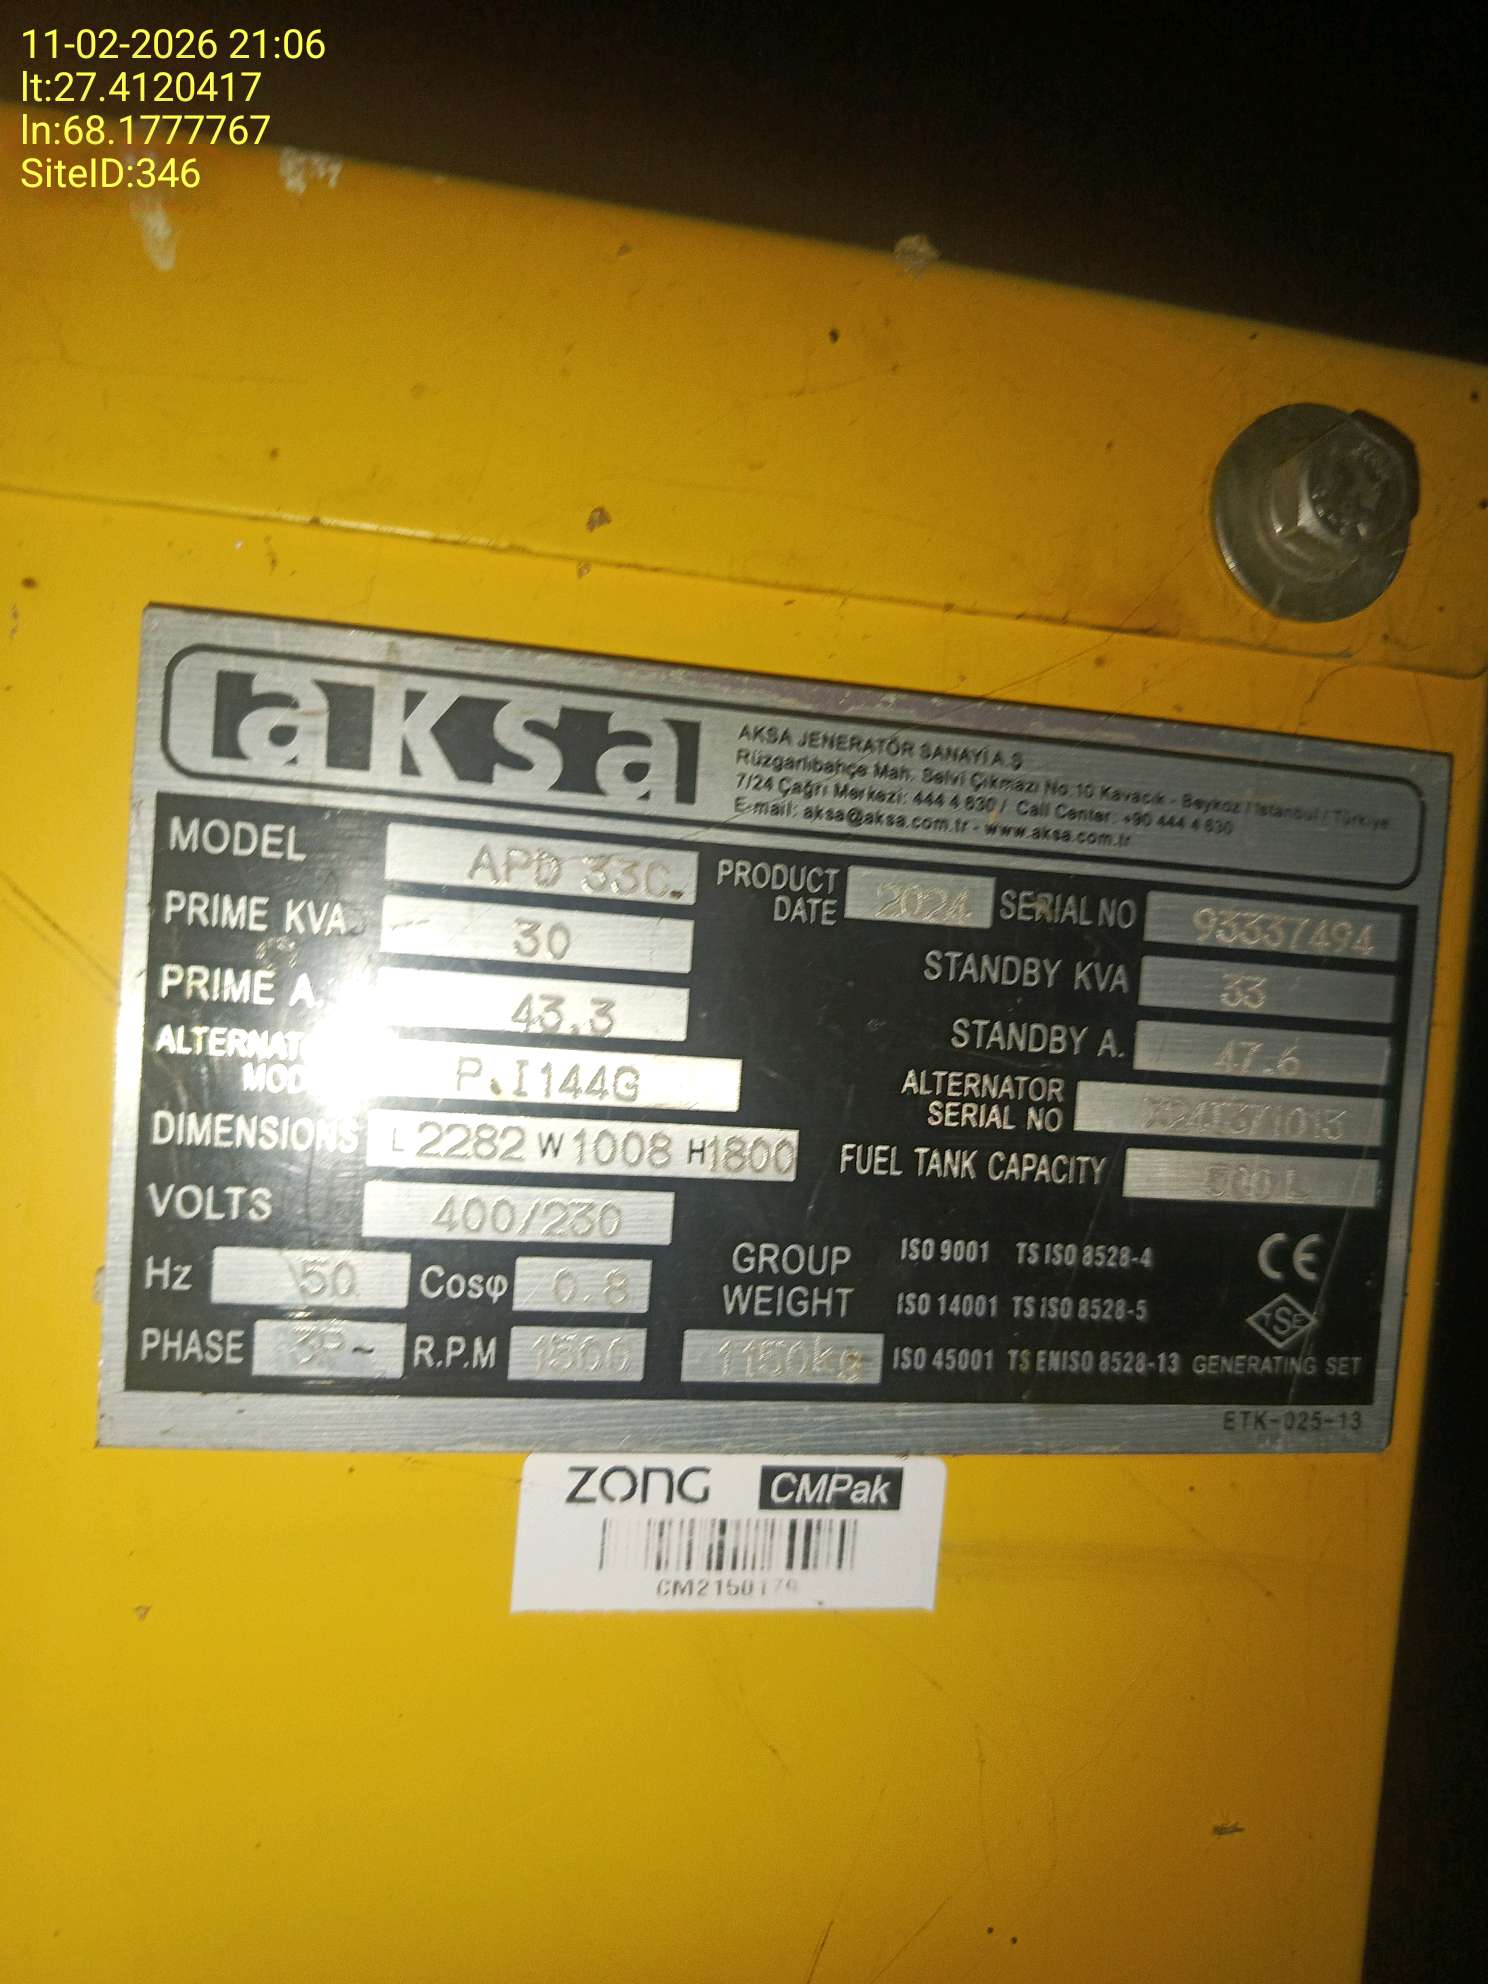 11-02-2026 21:06
lt:27.4120417
ln:68.1777767
SiteID:346
aksa
AKSA JENERATÖR SANAYİ A.Ş
Rüzgarlıbahçe Mah. Selvi Çıkmazı No:10 Kavacık - Beykoz / İstanbul / Türkiye
7/24 Çağrı Merkezi: 444 4 630 / Call Center: +90 444 4 630
E-mail: aksa@aksa.com.tr - www.aksa.com.tr
MODEL APD 33C
PRODUCT DATE 2024 SERIAL NO 93337494
PRIME KVA 30
STANDBY KVA 33
PRIME A. 43.3
STANDBY A. 47.6
P.I144G
ALTERNATOR SERIAL NO
DIMENSIONS L 2282 W 1008 H 1800
FUEL TANK CAPACITY
VOLTS 400/230
Hz 50 Cosφ 0.8
GROUP WEIGHT 1150kg
PHASE 3P~ R.P.M 1500
ISO 9001 TS ISO 8528-4
ISO 14001 TS ISO 8528-5
ISO 45001 TS EN ISO 8528-13
CE
TSE
GENERATING SET
ETK-025-13
ZONG CMPak